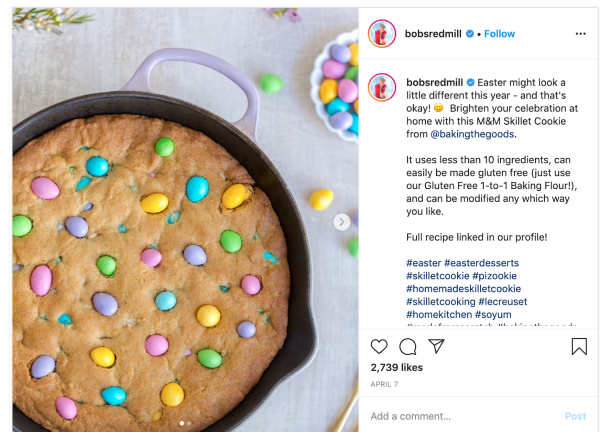 bobsredmill • Follow
bobsredmill Easter might look a
little different this year - and that's
okay! 😊 Brighten your celebration at
home with this M&M Skillet Cookie
from @bakingthegoods.
It uses less than 10 ingredients, can
easily be made gluten free (just use
our Gluten Free 1-to-1 Baking Flour!),
and can be modified any which way
you like.
Full recipe linked in our profile!
#easter #easterdesserts
#skilletcookie #pizookie
#homemadeskilletcookie
#skilletcooking #lecreuset
#homekitchen #soyum
#madefromscratch #bakingthegoods
2,739 likes
APRIL 7
Add a comment...
Post